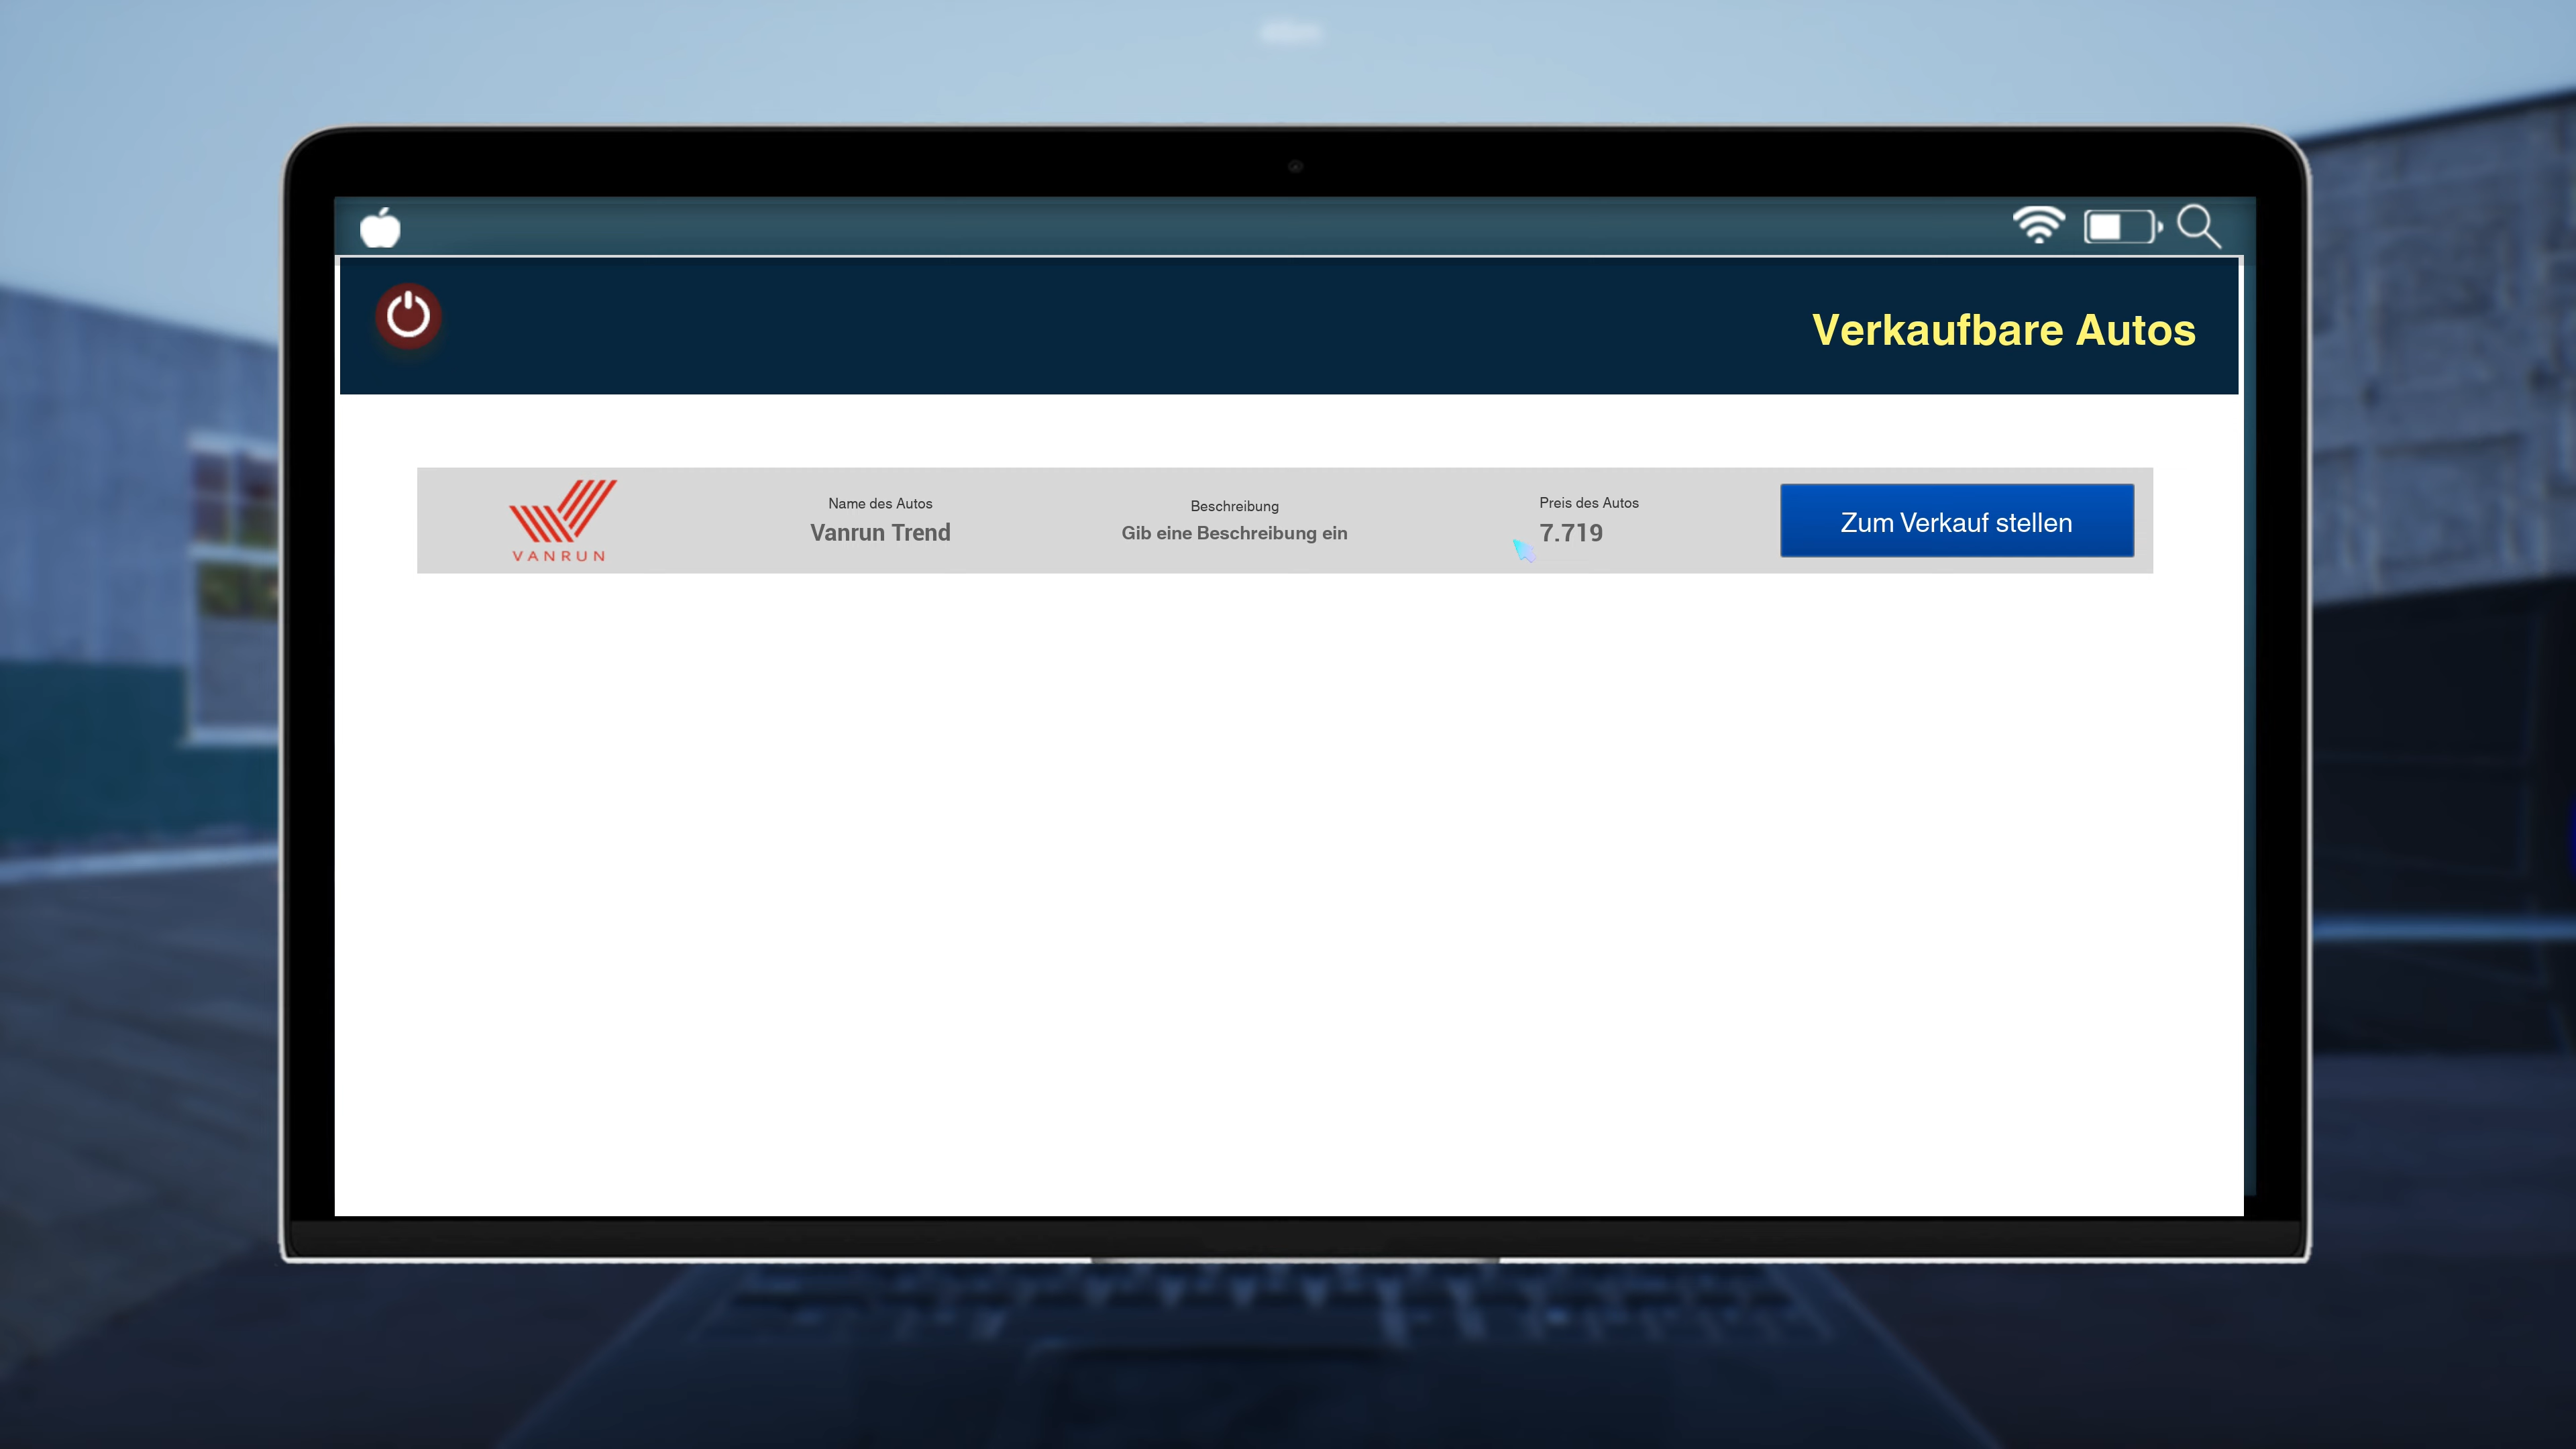 Verkaufbare Autos
VANRUN
Name des Autos
Vanrun Trend
Beschreibung
Gib eine Beschreibung ein
Preis des Autos
7.719
Zum Verkauf stellen